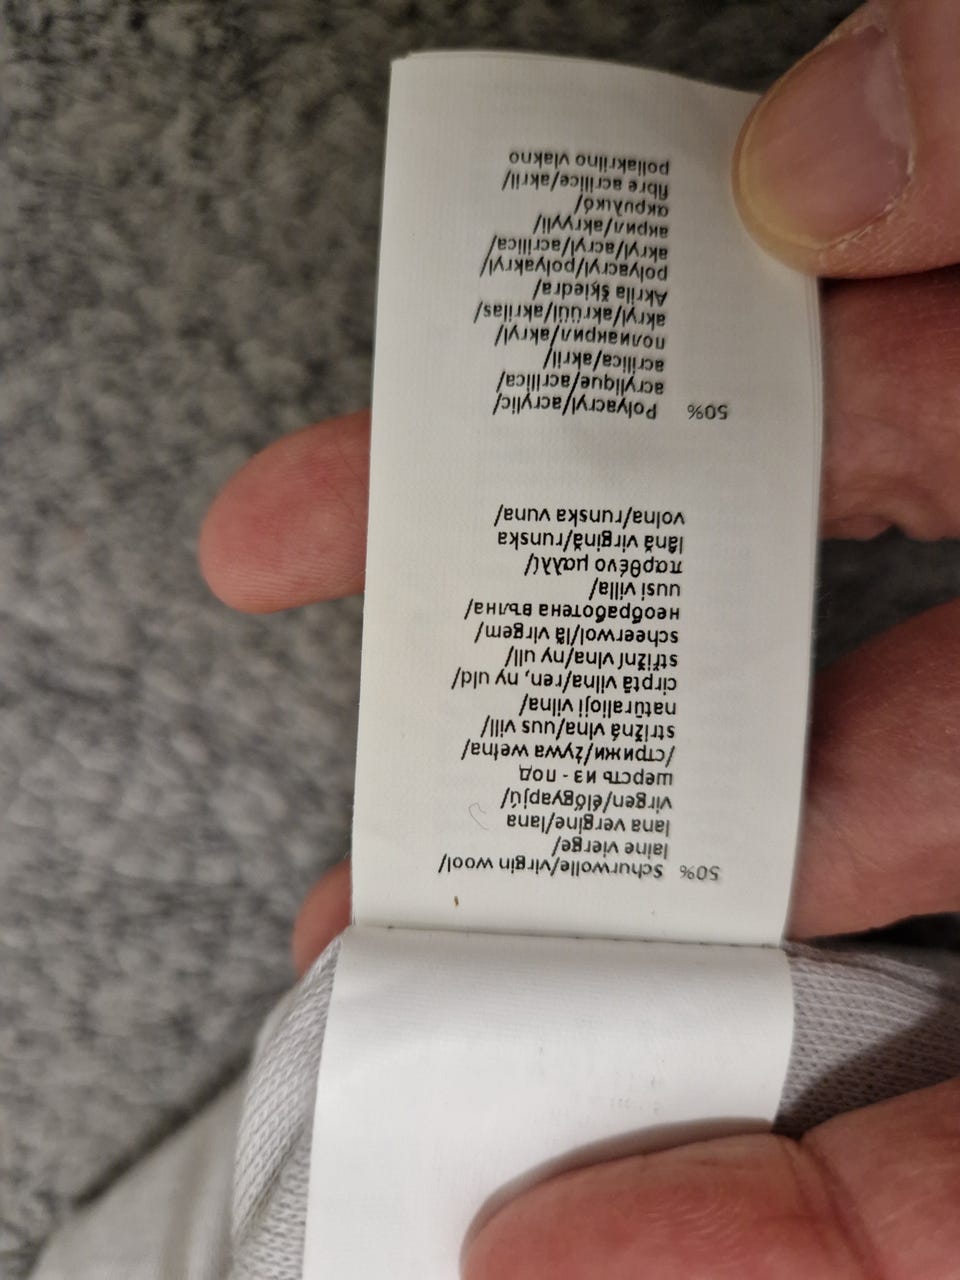 50% Schurwolle/virgin wool/
laine vierge/
lana vergine/lana
virgen/élőgyapjú/
шерсть из - под
/стрижи/żywa wełna/
strižná vlna/uus vill/
natūralioji vilna/
cirptā vilna/ren, ny uld/
střižní vlna/ny ull/
scheerwol/lã virgem/
необработена вълна/
uusi villa/
παρθένο μαλλί/
lână virgină/runska
volna/runska vuna/
50% Polyacryl/acrylic/
acrylique/acrilica/
acrilica/akril/
полиакрил/akryl/
akryl/akrüül/akrilas/
Akrila šķiedra/
polyacryl/polyakryl/
akryl/acryl/acrílica/
акрил/akryyli/
ακρυλικό/
fibre acrilice/akril/
poliakrilno vlakno